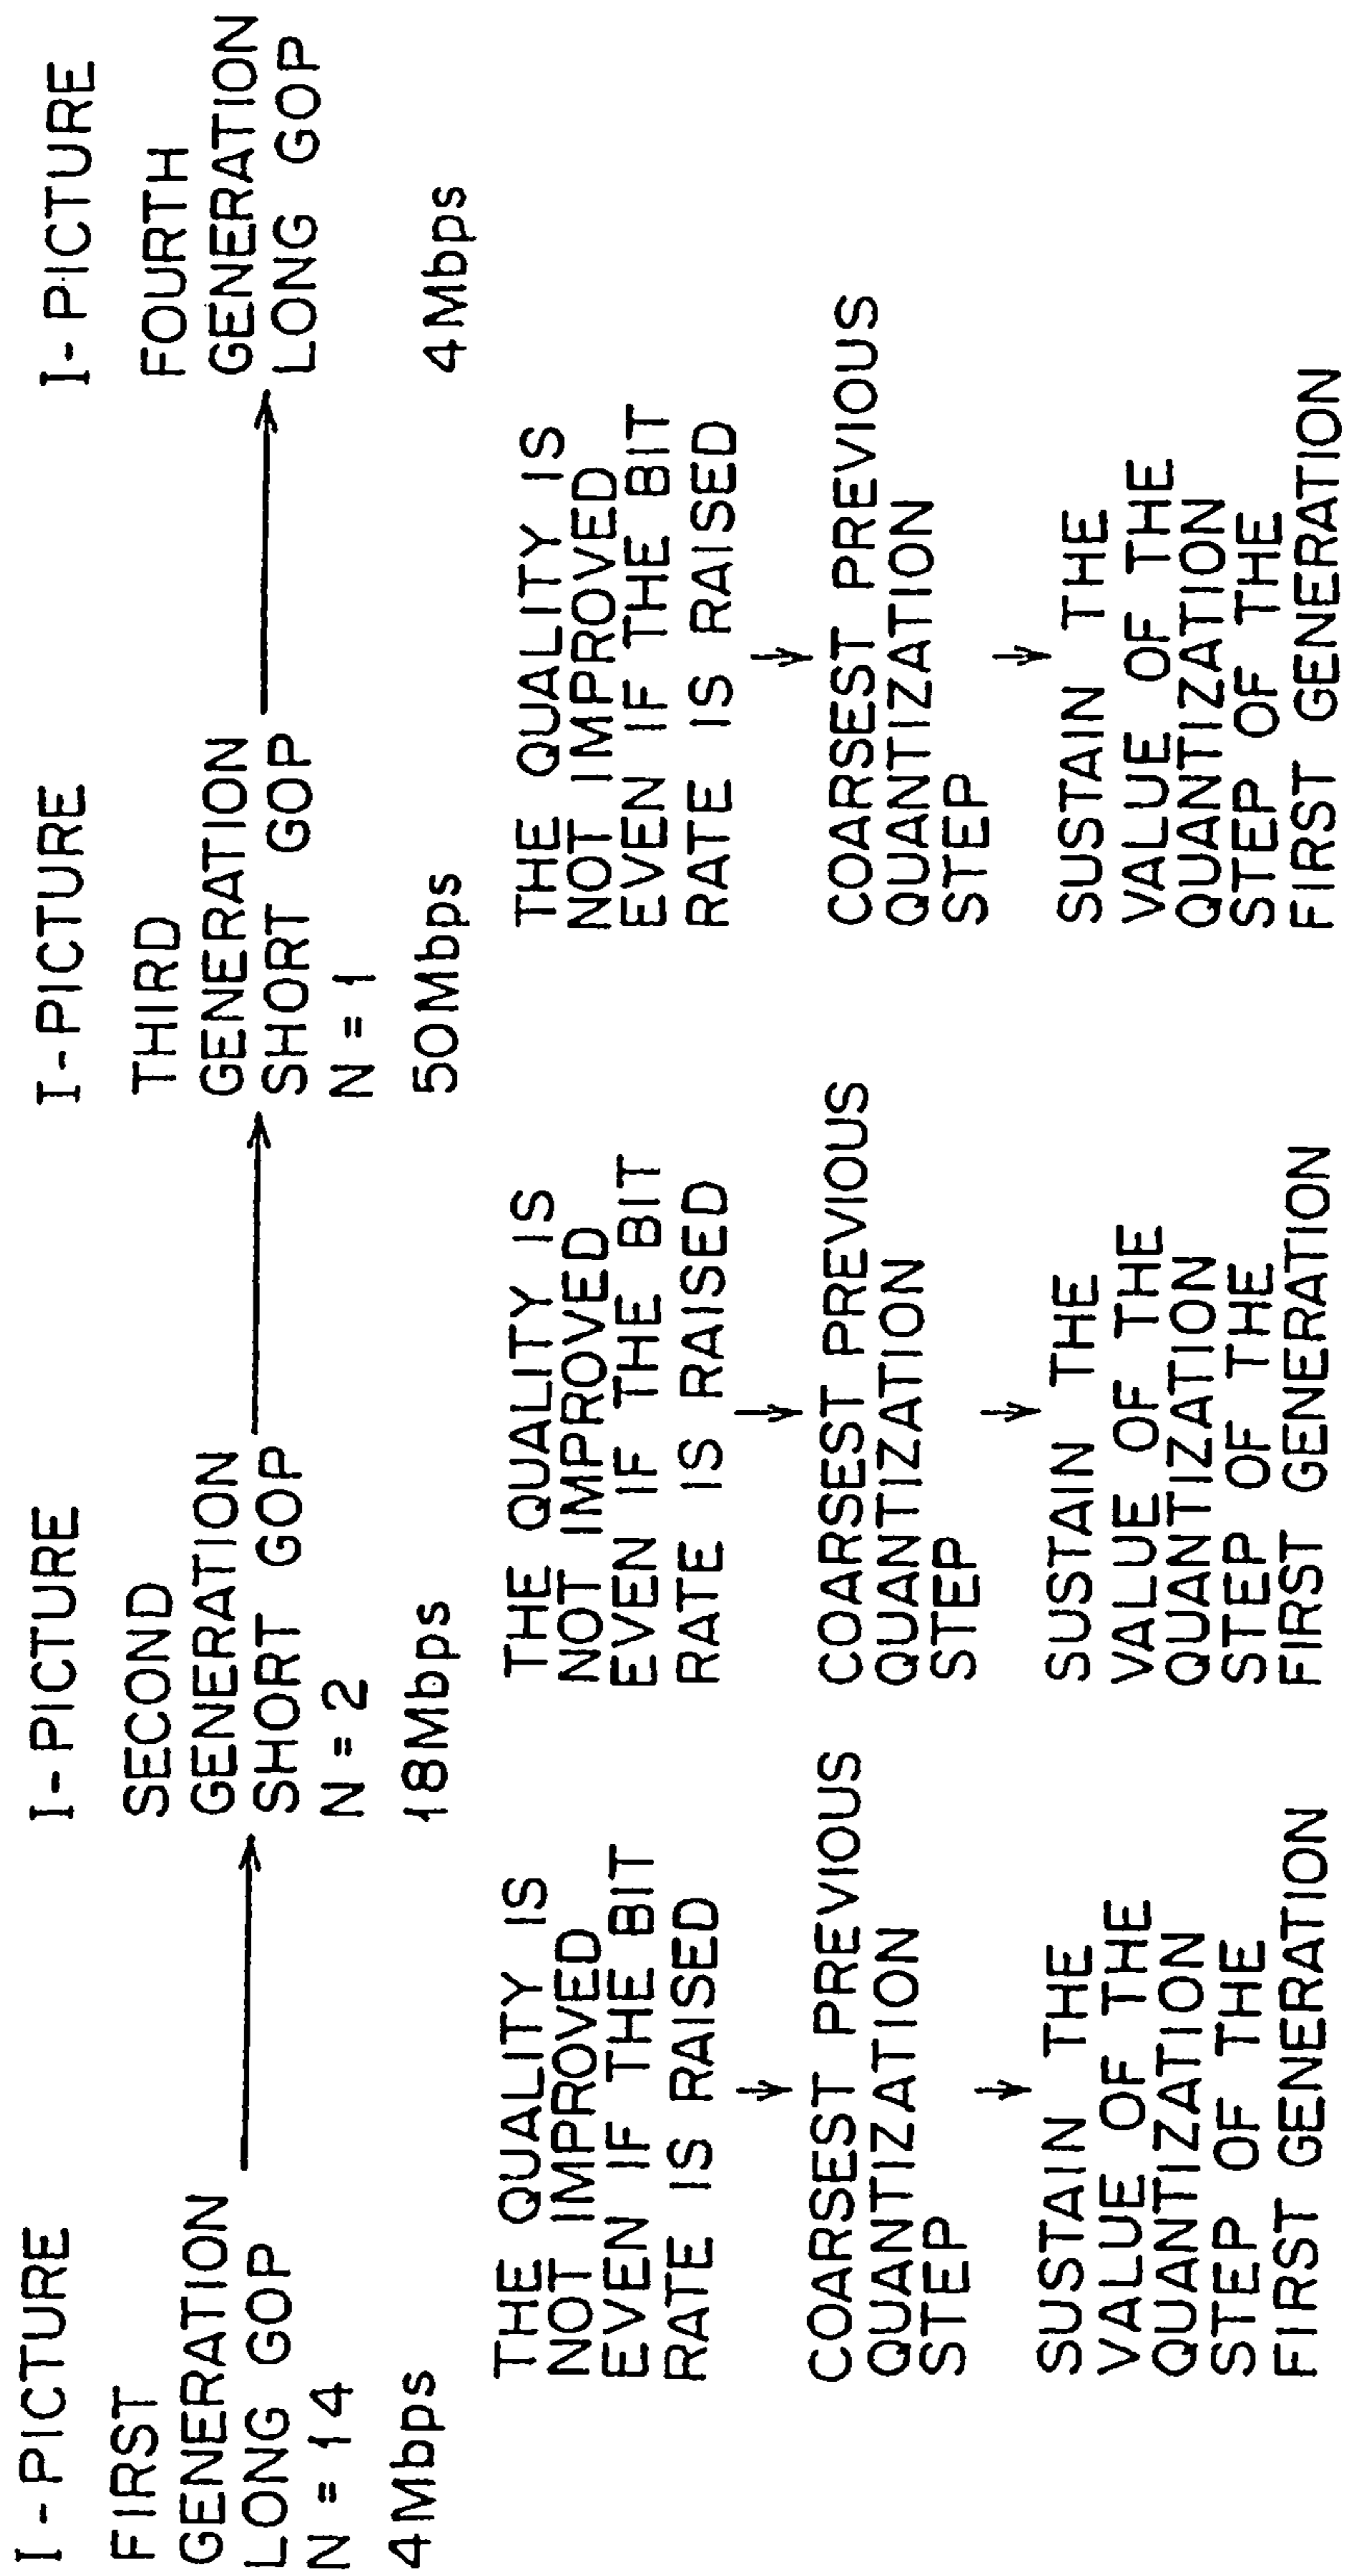 I-PICTURE
FIRST
GENERATION
LONG GOP
N = 14
4Mbps
I-PICTURE
SECOND
GENERATION
SHORT GOP
N = 2
18Mbps
I-PICTURE
THIRD
GENERATION
SHORT GOP
N = 1
50Mbps
I-PICTURE
FOURTH
GENERATION
LONG GOP
4Mbps
THE QUALITY IS
NOT IMPROVED
EVEN IF THE BIT
RATE IS RAISED
COARSEST PREVIOUS
QUANTIZATION
STEP
SUSTAIN THE
VALUE OF THE
QUANTIZATION
STEP OF THE
FIRST GENERATION
THE QUALITY IS
NOT IMPROVED
EVEN IF THE BIT
RATE IS RAISED
COARSEST PREVIOUS
QUANTIZATION
STEP
SUSTAIN THE
VALUE OF THE
QUANTIZATION
STEP OF THE
FIRST GENERATION
THE QUALITY IS
NOT IMPROVED
EVEN IF THE BIT
RATE IS RAISED
COARSEST PREVIOUS
QUANTIZATION
STEP
SUSTAIN THE
VALUE OF THE
QUANTIZATION
STEP OF THE
FIRST GENERATION